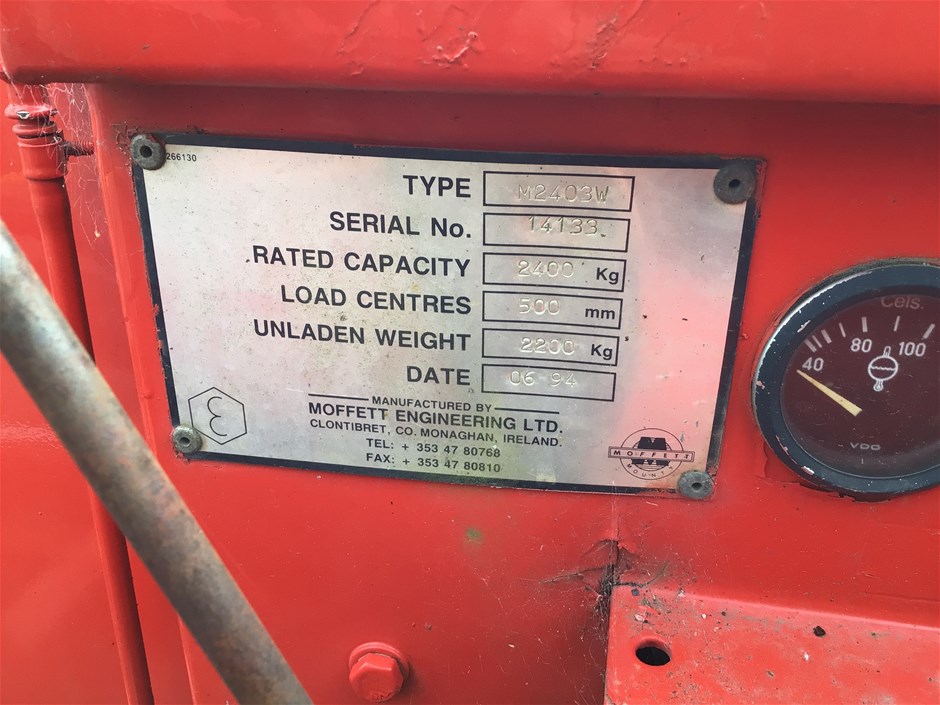 266130
TYPE M2403W
SERIAL No. 14133
RATED CAPACITY 2400 Kg
LOAD CENTRES 500 mm
UNLADEN WEIGHT 2200 Kg
DATE 06 94
MANUFACTURED BY
MOFFETT ENGINEERING LTD.
CLONTIBRET, CO. MONAGHAN, IRELAND.
TEL: + 353 47 80768
FAX: + 353 47 80810
MOFFETT
MOUNTY
Cels.
40 80 100
VDO